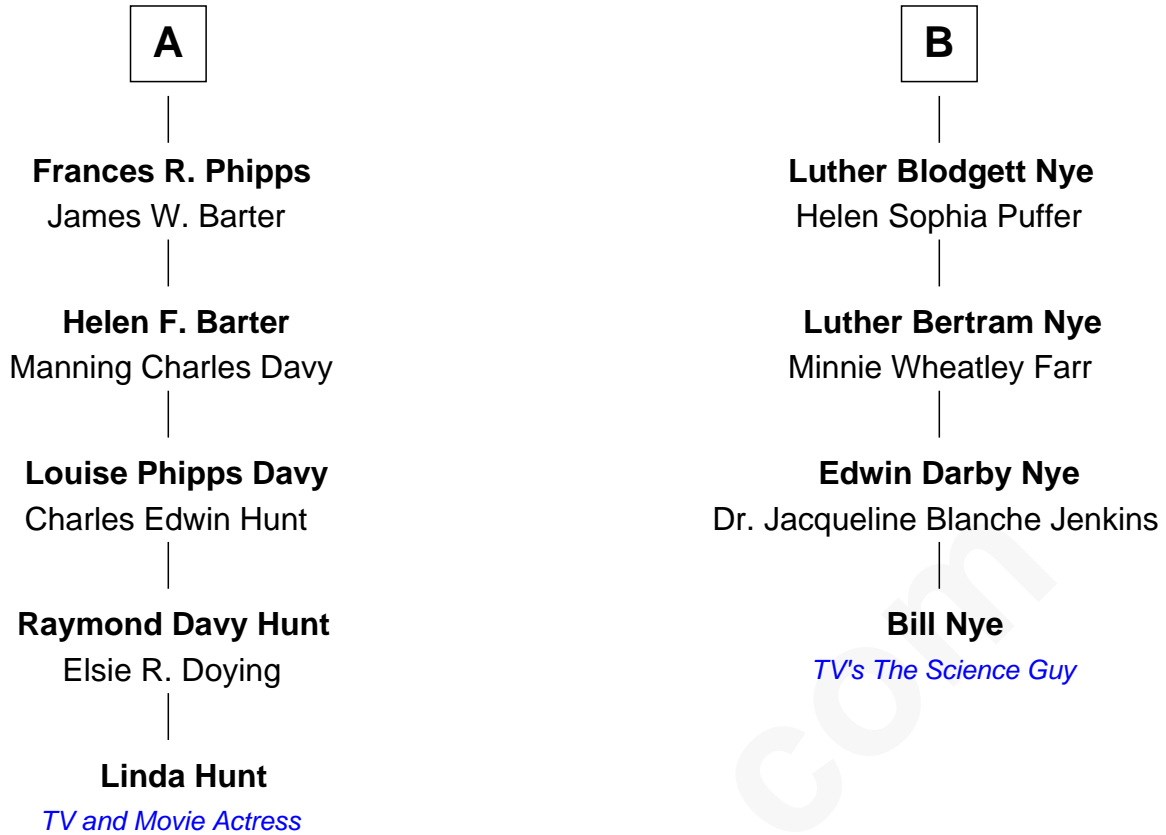 A
Frances R. Phipps
James W. Barter
Helen F. Barter
Manning Charles Davy
Louise Phipps Davy
Charles Edwin Hunt
Raymond Davy Hunt
Elsie R. Doying
Linda Hunt
TV and Movie Actress
B
Luther Blodgett Nye
Helen Sophia Puffer
Luther Bertram Nye
Minnie Wheatley Farr
Edwin Darby Nye
Dr. Jacqueline Blanche Jenkins
Bill Nye
TV's The Science Guy
com